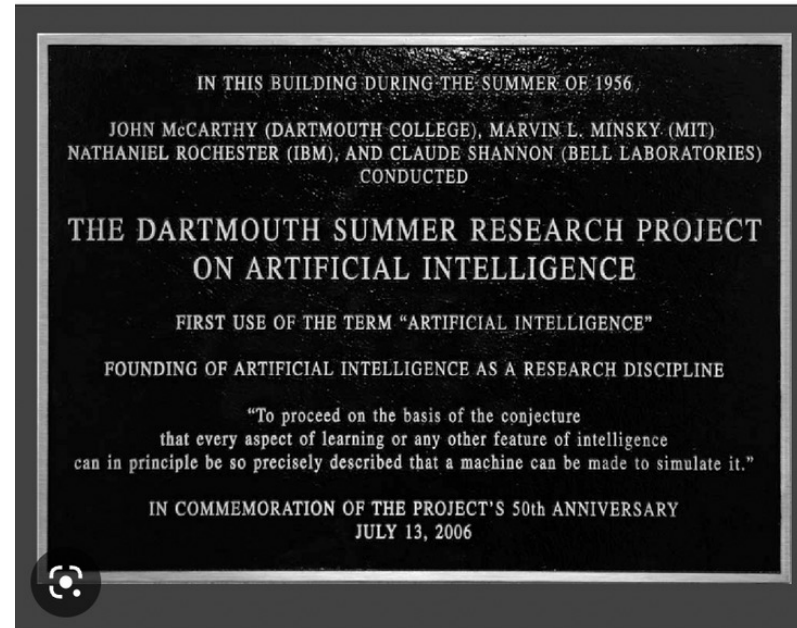 IN THIS BUILDING DURING THE SUMMER OF 1956
JOHN McCARTHY (DARTMOUTH COLLEGE), MARVIN L. MINSKY (MIT)
NATHANIEL ROCHESTER (IBM), AND CLAUDE SHANNON (BELL LABORATORIES)
CONDUCTED
THE DARTMOUTH SUMMER RESEARCH PROJECT
ON ARTIFICIAL INTELLIGENCE
FIRST USE OF THE TERM “ARTIFICIAL INTELLIGENCE”
FOUNDING OF ARTIFICIAL INTELLIGENCE AS A RESEARCH DISCIPLINE
“To proceed on the basis of the conjecture
that every aspect of learning or any other feature of intelligence
can in principle be so precisely described that a machine can be made to simulate it.”
IN COMMEMORATION OF THE PROJECT’S 50th ANNIVERSARY
JULY 13, 2006